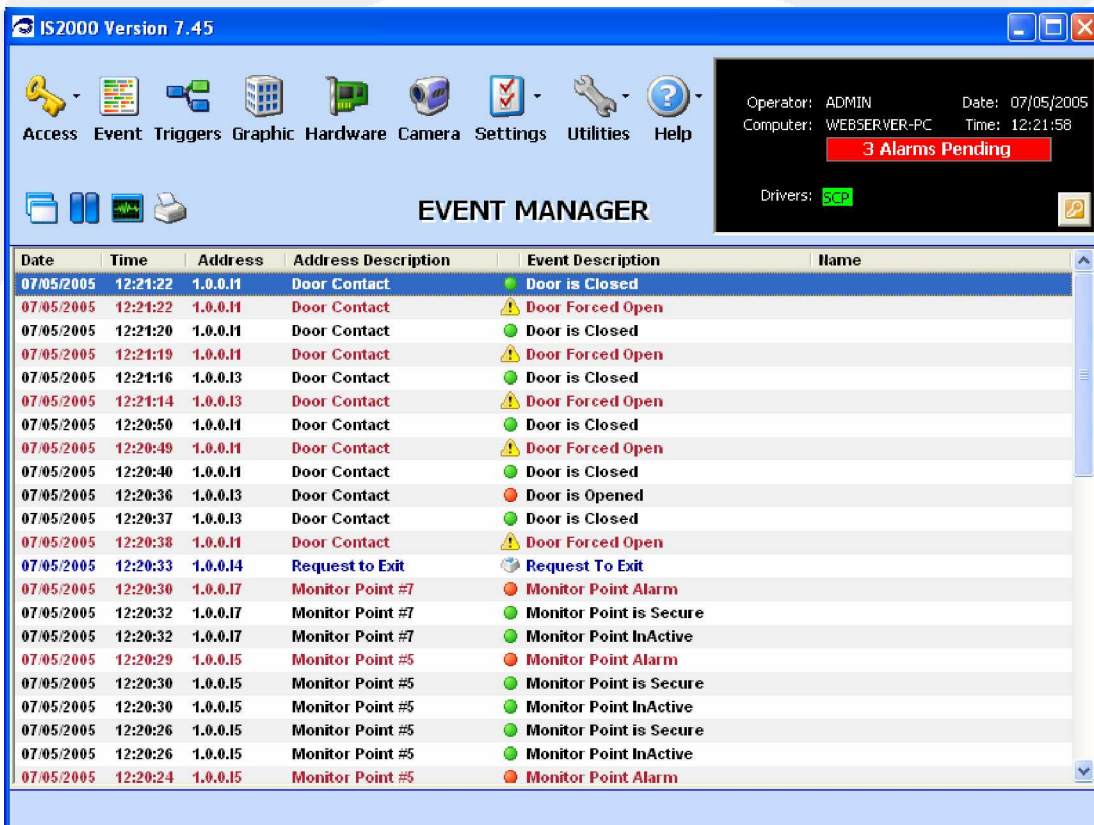 IS2000 Version 7.45
Access Event Triggers Graphic Hardware Camera Settings Utilities Help
Operator: ADMIN Date: 07/05/2005
Computer: WEBSERVER-PC Time: 12:21:58
3 Alarms Pending
Drivers: SCP
EVENT MANAGER
Date Time Address Address Description Event Description Name
07/05/2005 12:21:22 1.0.0.I1 Door Contact Door is Closed
07/05/2005 12:21:22 1.0.0.I1 Door Contact Door Forced Open
07/05/2005 12:21:20 1.0.0.I1 Door Contact Door is Closed
07/05/2005 12:21:19 1.0.0.I1 Door Contact Door Forced Open
07/05/2005 12:21:16 1.0.0.I3 Door Contact Door is Closed
07/05/2005 12:21:14 1.0.0.I3 Door Contact Door Forced Open
07/05/2005 12:20:50 1.0.0.I1 Door Contact Door is Closed
07/05/2005 12:20:49 1.0.0.I1 Door Contact Door Forced Open
07/05/2005 12:20:40 1.0.0.I1 Door Contact Door is Closed
07/05/2005 12:20:36 1.0.0.I3 Door Contact Door is Opened
07/05/2005 12:20:37 1.0.0.I3 Door Contact Door is Closed
07/05/2005 12:20:38 1.0.0.I1 Door Contact Door Forced Open
07/05/2005 12:20:33 1.0.0.I4 Request to Exit Request To Exit
07/05/2005 12:20:30 1.0.0.I7 Monitor Point #7 Monitor Point Alarm
07/05/2005 12:20:32 1.0.0.I7 Monitor Point #7 Monitor Point is Secure
07/05/2005 12:20:32 1.0.0.I7 Monitor Point #7 Monitor Point InActive
07/05/2005 12:20:29 1.0.0.I5 Monitor Point #5 Monitor Point Alarm
07/05/2005 12:20:30 1.0.0.I5 Monitor Point #5 Monitor Point is Secure
07/05/2005 12:20:30 1.0.0.I5 Monitor Point #5 Monitor Point InActive
07/05/2005 12:20:26 1.0.0.I5 Monitor Point #5 Monitor Point is Secure
07/05/2005 12:20:26 1.0.0.I5 Monitor Point #5 Monitor Point InActive
07/05/2005 12:20:24 1.0.0.I5 Monitor Point #5 Monitor Point Alarm